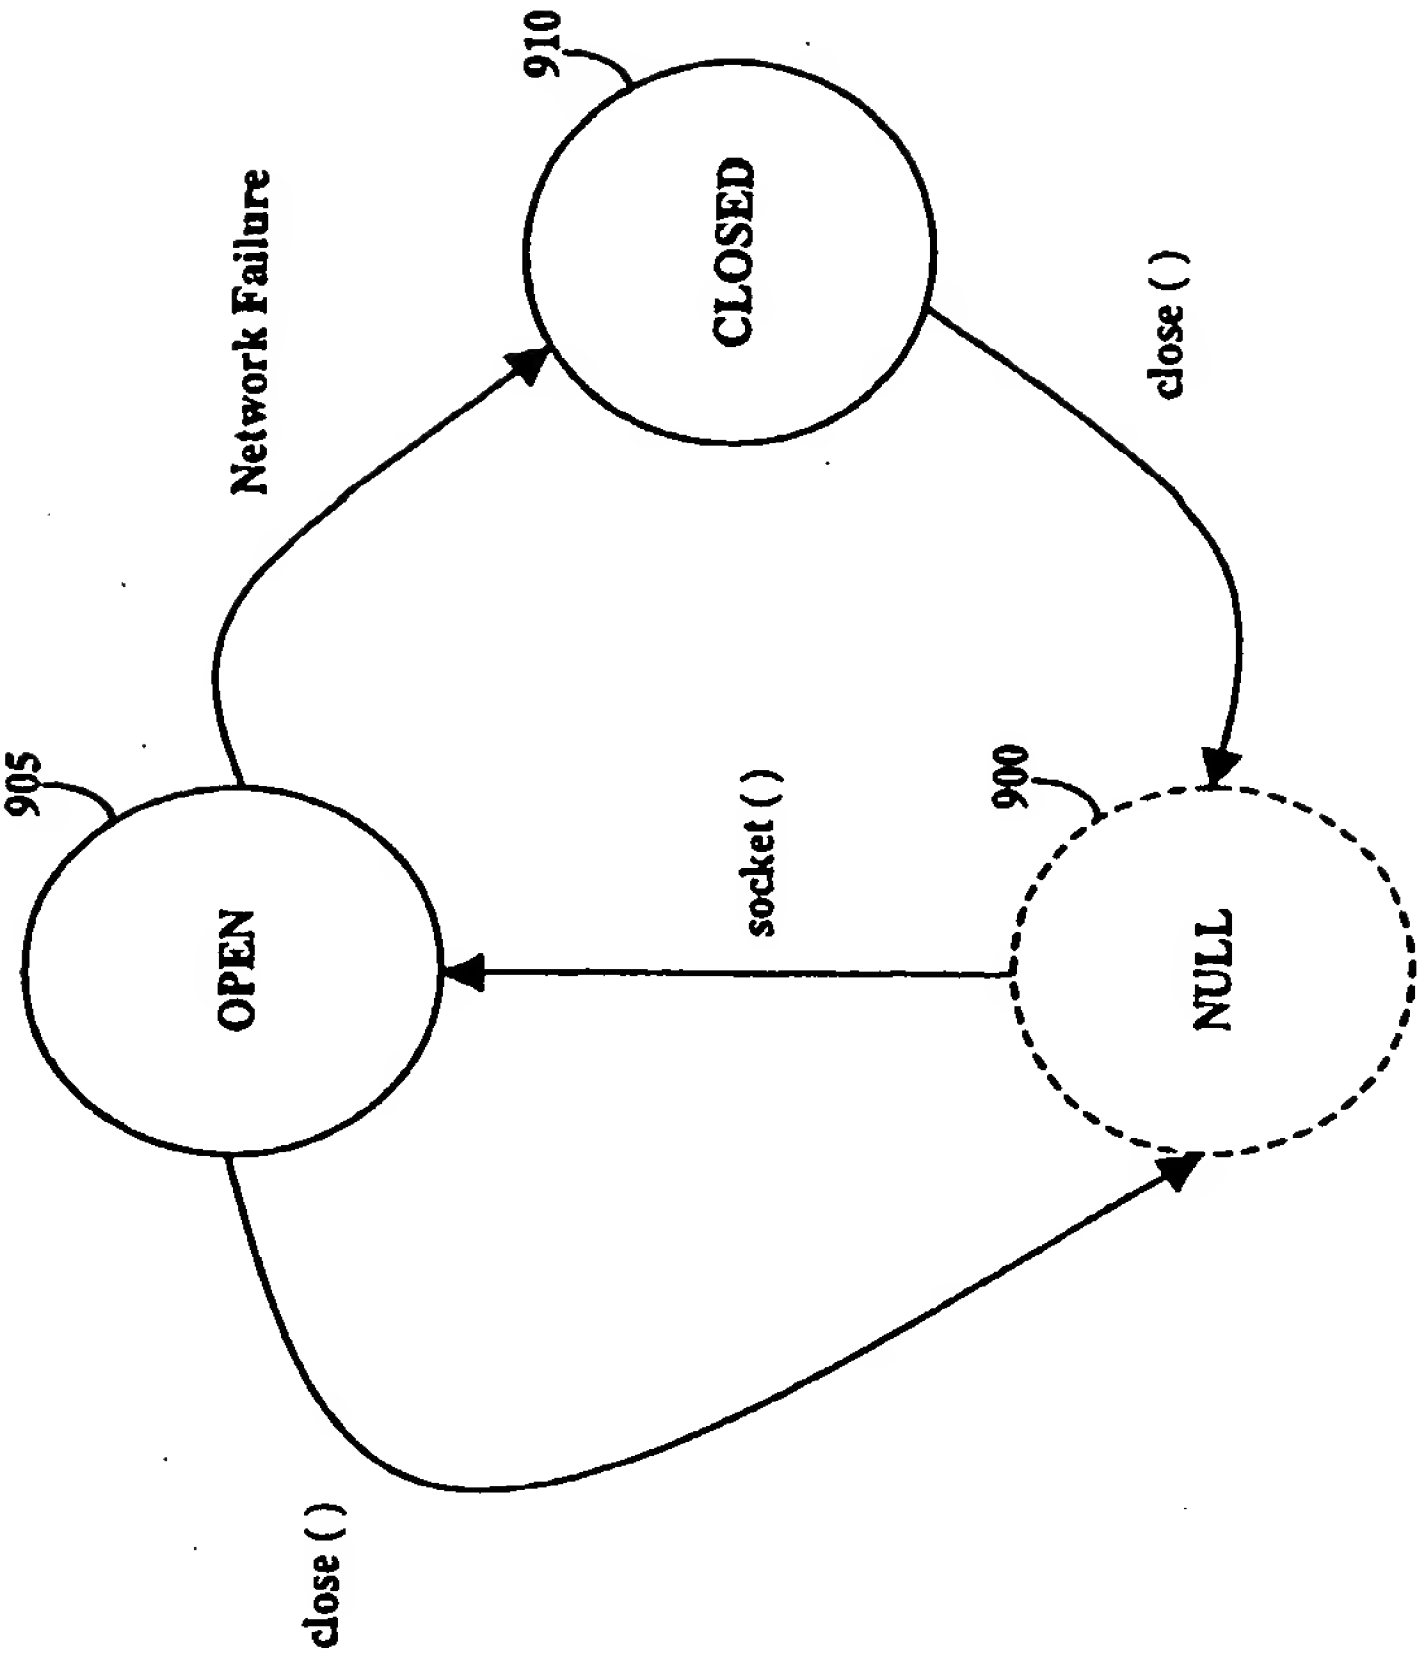 905
OPEN
Network Failure
910
CLOSED
close ( )
socket ( )
900
NULL
close ( )